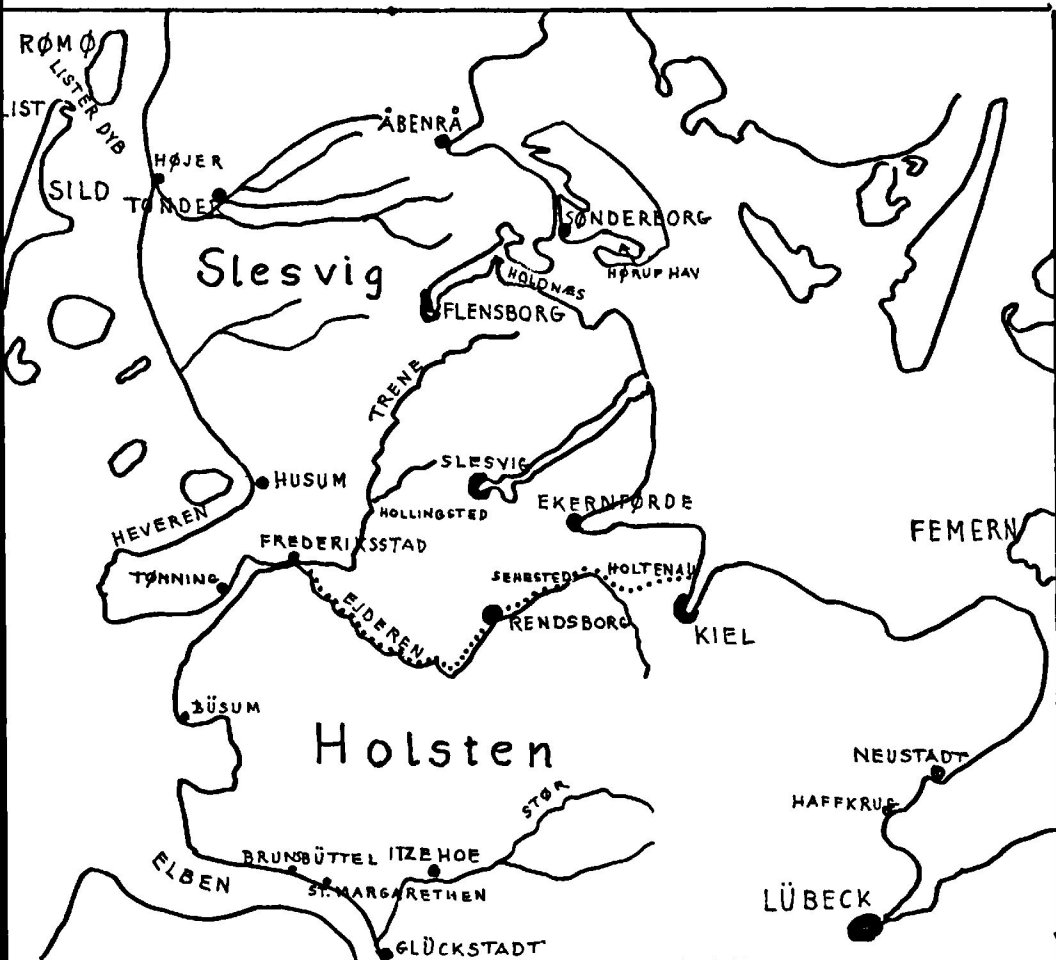 RØMØ
LISTER DYB
LIST
ÅBENRÅ
HØJER
SILD
TØNDER
SØNDERBORG
HØRUP HAV
Slesvig
HOLDNÆS
FLENSBORG
TRENE
SLESVIG
HUSUM
EKERNFØRDE
HOLLINGSTED
HEVEREN
FEMERN
FREDERIKSSTAD
TØNNING
SEHESTED
HOLTENAU
EJDEREN
RENDSBORG
KIEL
BÜSUM
Holsten
NEUSTADT
HAFFKRUG
STØR
BRUNSBÜTTEL
ITZEHOE
ELBEN
ST. MARGARETHEN
LÜBECK
GLÜCKSTADT